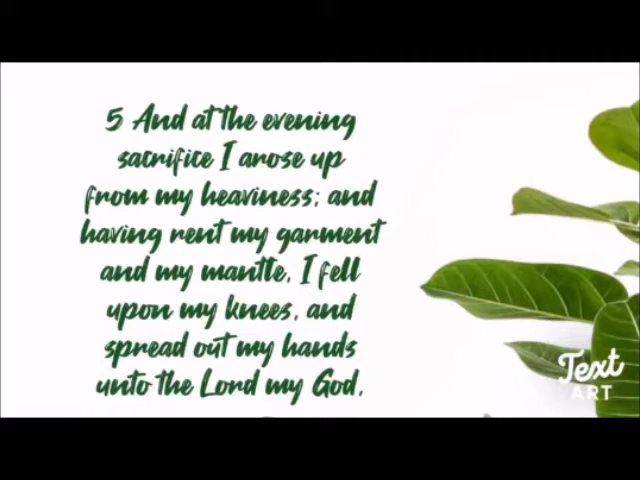 5 And at the evening
sacrifice I arose up
from my heaviness; and
having rent my garment
and my mantle, I fell
upon my knees, and
spread out my hands
unto the Lord my God,
Text
ART